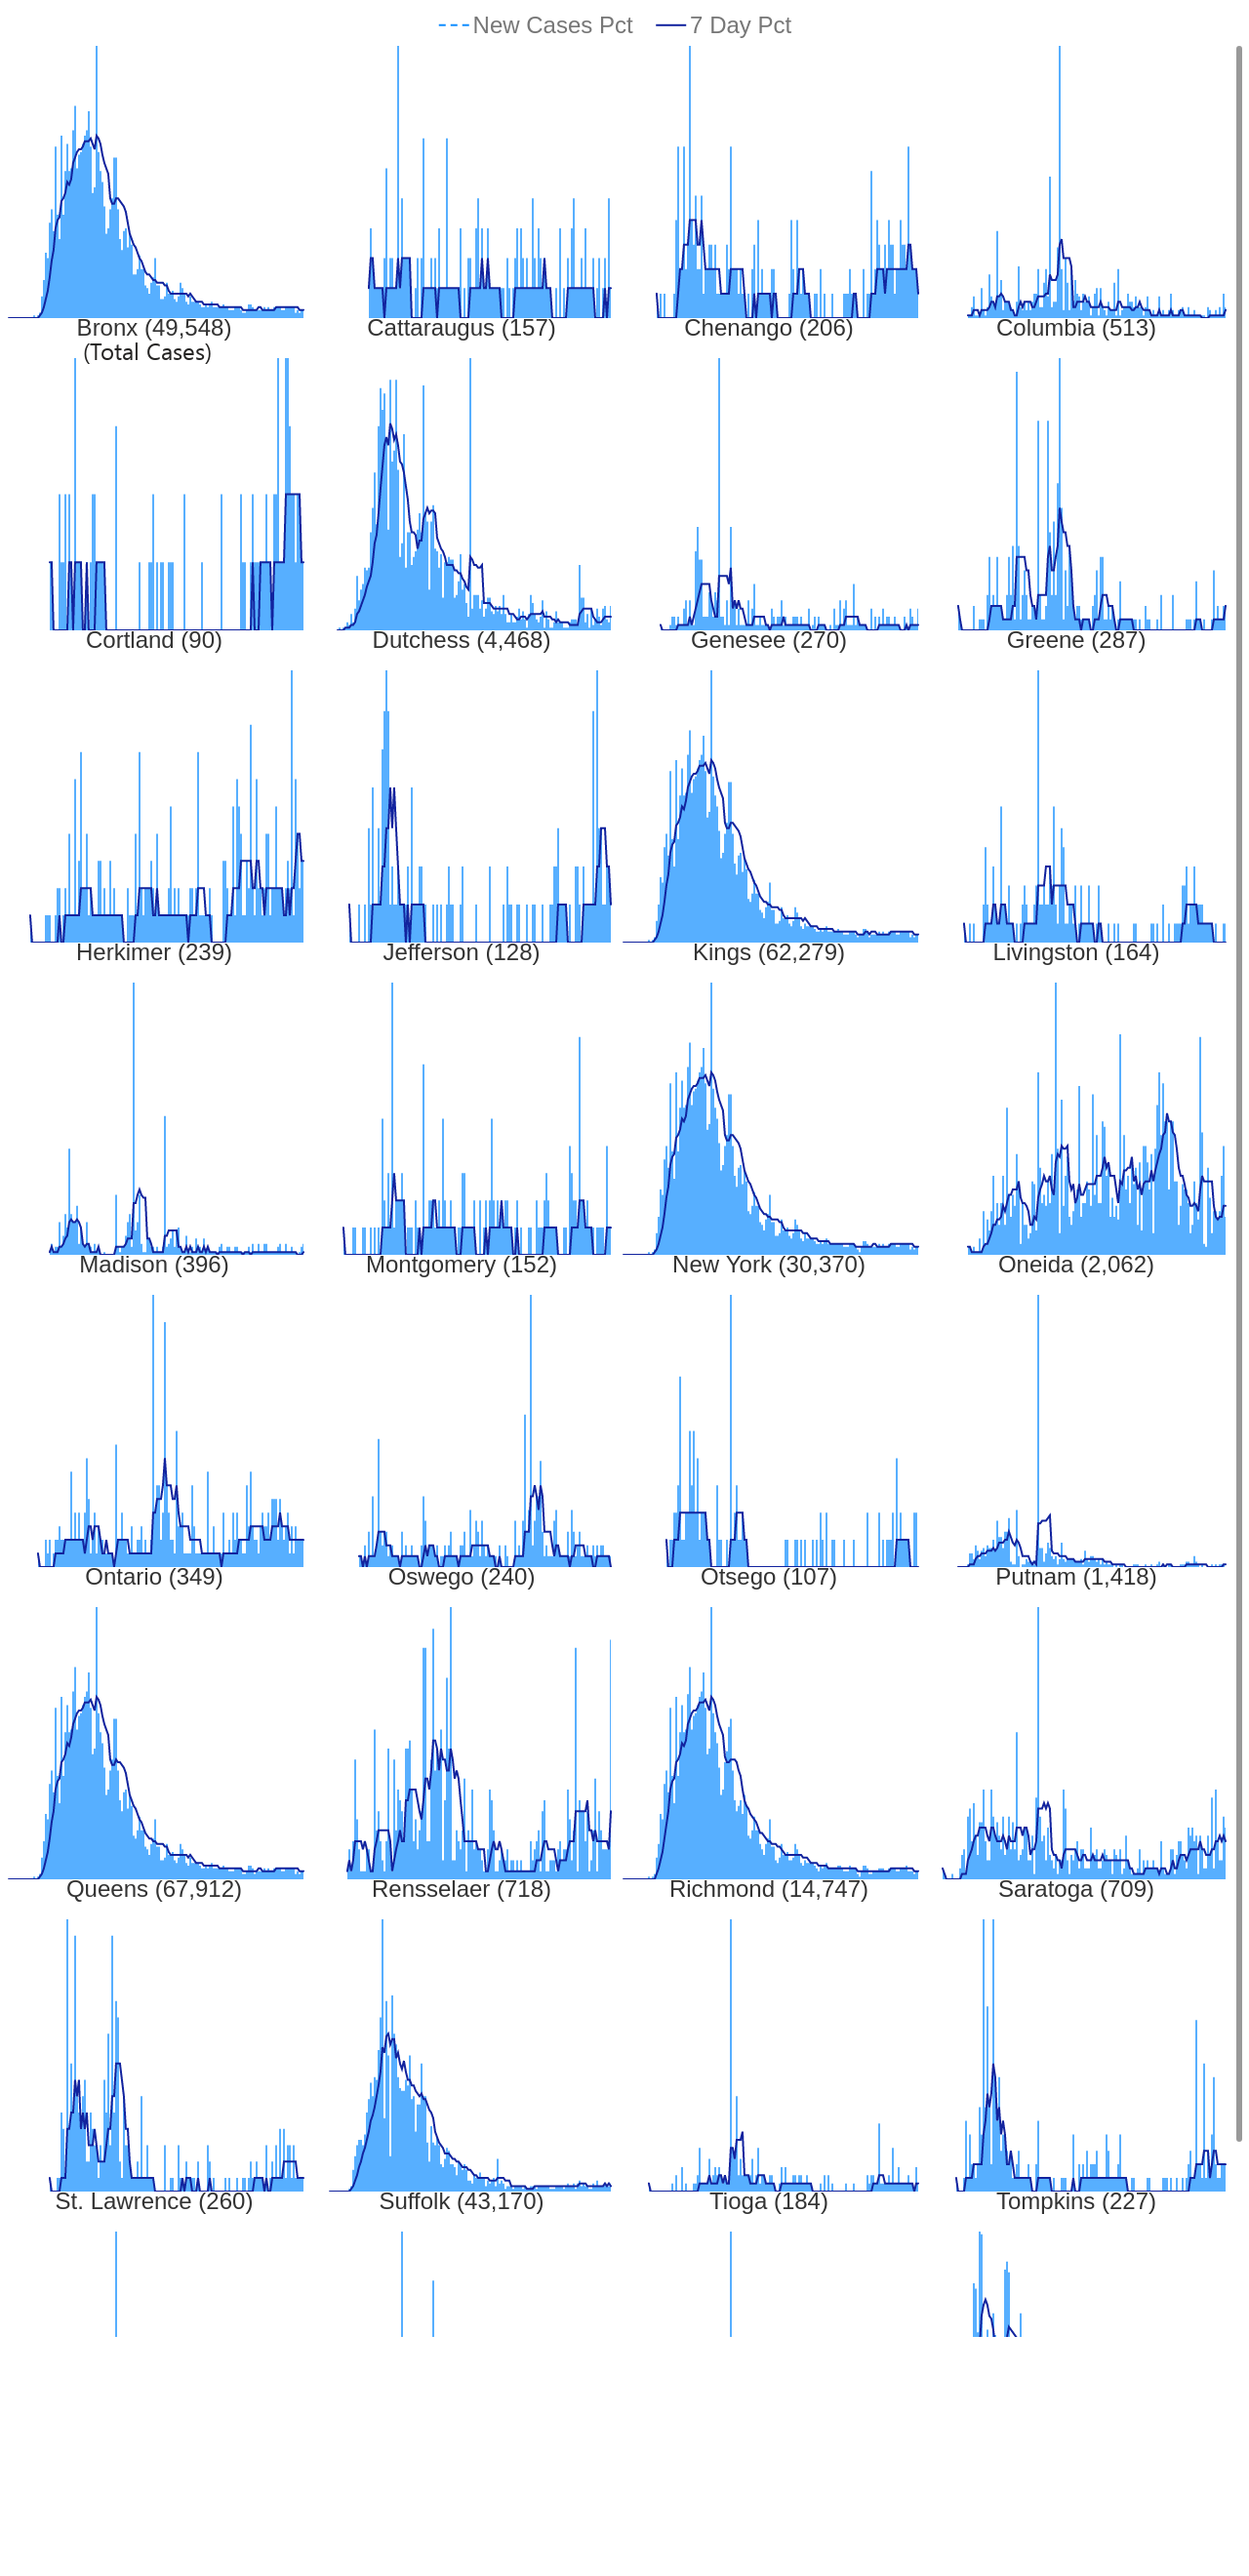 New Cases Pct 7 Day Pct
Bronx (49,548) Cattaraugus (157) Chenango (206) Columbia (513)
(Total Cases)
Cortland (90) Dutchess (4,468) Genesee (270) Greene (287)
Herkimer (239) Jefferson (128) Kings (62,279) Livingston (164)
Madison (396) Montgomery (152) New York (30,370) Oneida (2,062)
Ontario (349) Oswego (240) Otsego (107) Putnam (1,418)
Queens (67,912) Rensselaer (718) Richmond (14,747) Saratoga (709)
St. Lawrence (260) Suffolk (43,170) Tioga (184) Tompkins (227)